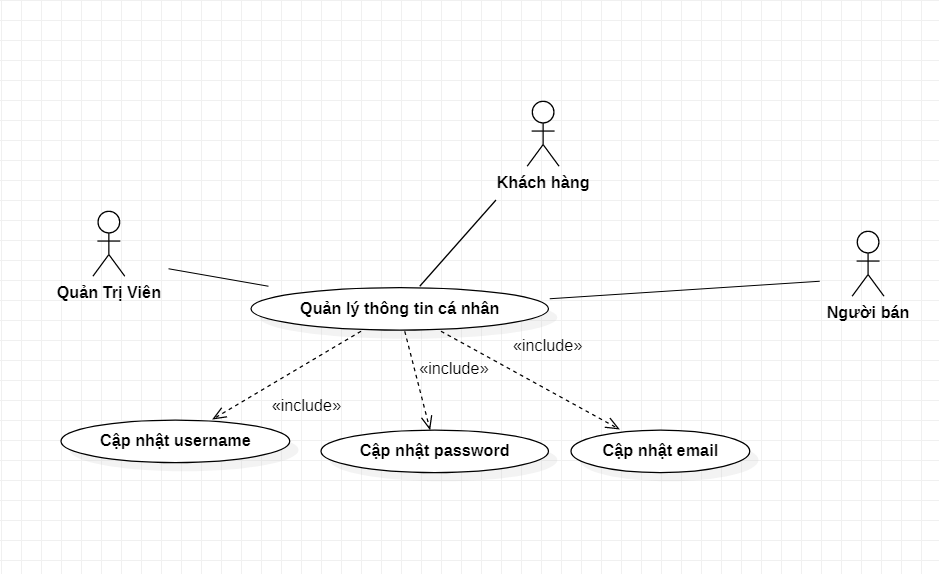 Khách hàng
Quản Trị Viên
Người bán
Quản lý thông tin cá nhân
«include»
«include»
«include»
Cập nhật username
Cập nhật password
Cập nhật email